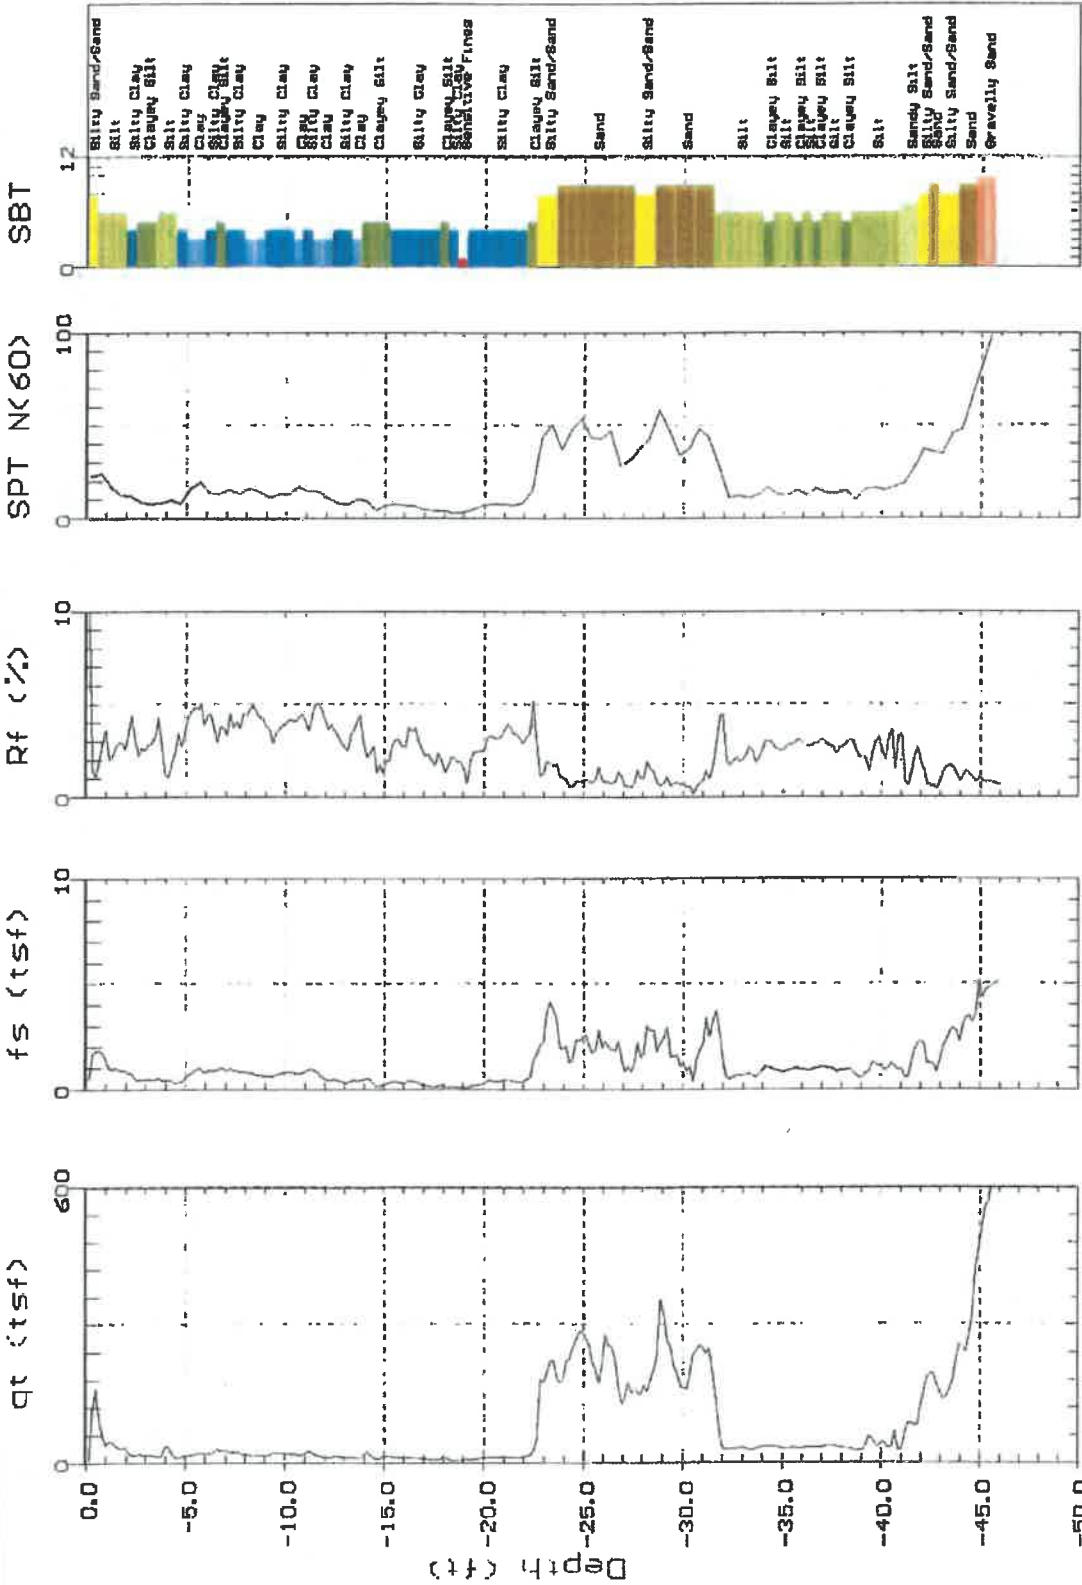 SBT
12
0
Silty Sand/Sand
Silt
Silty Clay
Clayey Silt
Silt
Silty Clay
Clay
Silty Clay
Clayey Silt
Silty Clay
Clay
Silty Clay
Clay
Silty Clay
Clay
Silty Clay
Clay
Clayey Silt
Silty Clay
Clayey Silt
Silty Clay
Sensitive Fines
Silty Clay
Clayey Silt
Silty Sand/Sand
Sand
Silty Sand/Sand
Sand
Silt
Clayey Silt
Silt
Clayey Silt
Silt
Clayey Silt
Silt
Clayey Silt
Silt
Sandy Silt
Silty Sand/Sand
Sand
Silty Sand/Sand
Sand
Gravelly Sand
SPT N(60)
100
0
Rf (%)
10
0
fs (tsf)
10
0
qt (tsf)
600
0
0.0
-5.0
-10.0
-15.0
-20.0
-25.0
-30.0
-35.0
-40.0
-45.0
Depth (ft)